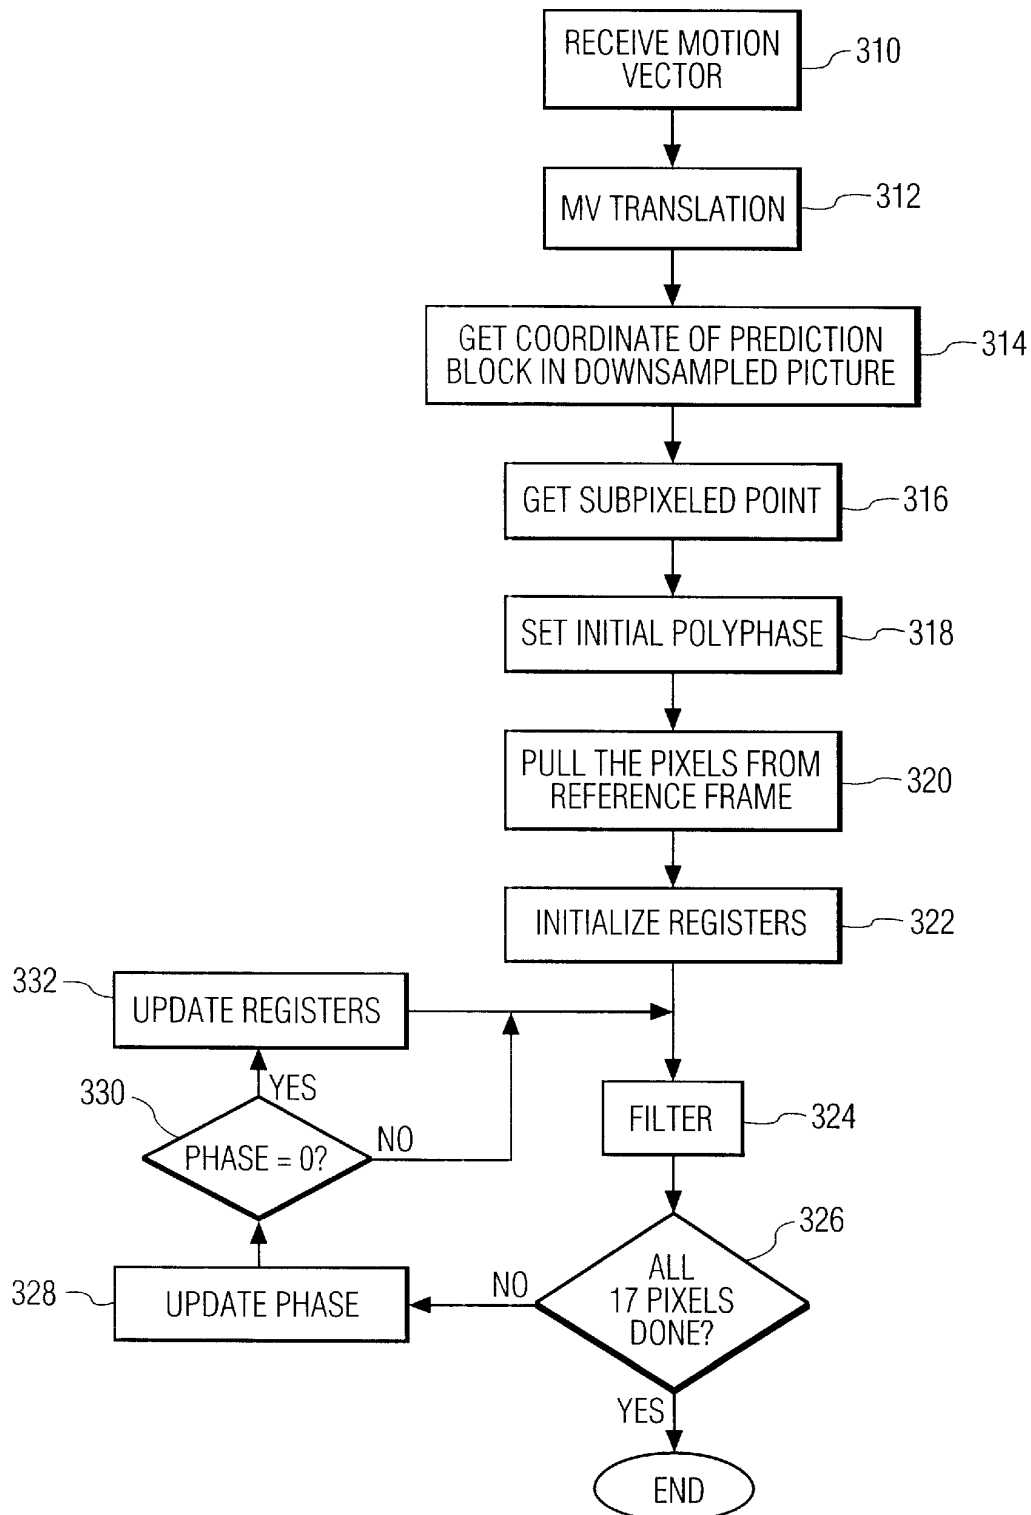 RECEIVE MOTION
VECTOR
310
MV TRANSLATION
312
GET COORDINATE OF PREDICTION
BLOCK IN DOWNSAMPLED PICTURE
314
GET SUBPIXELED POINT
316
SET INITIAL POLYPHASE
318
PULL THE PIXELS FROM
REFERENCE FRAME
320
INITIALIZE REGISTERS
322
332
UPDATE REGISTERS
330
YES
PHASE = 0?
NO
FILTER
324
326
ALL
17 PIXELS
DONE?
NO
328
UPDATE PHASE
YES
END